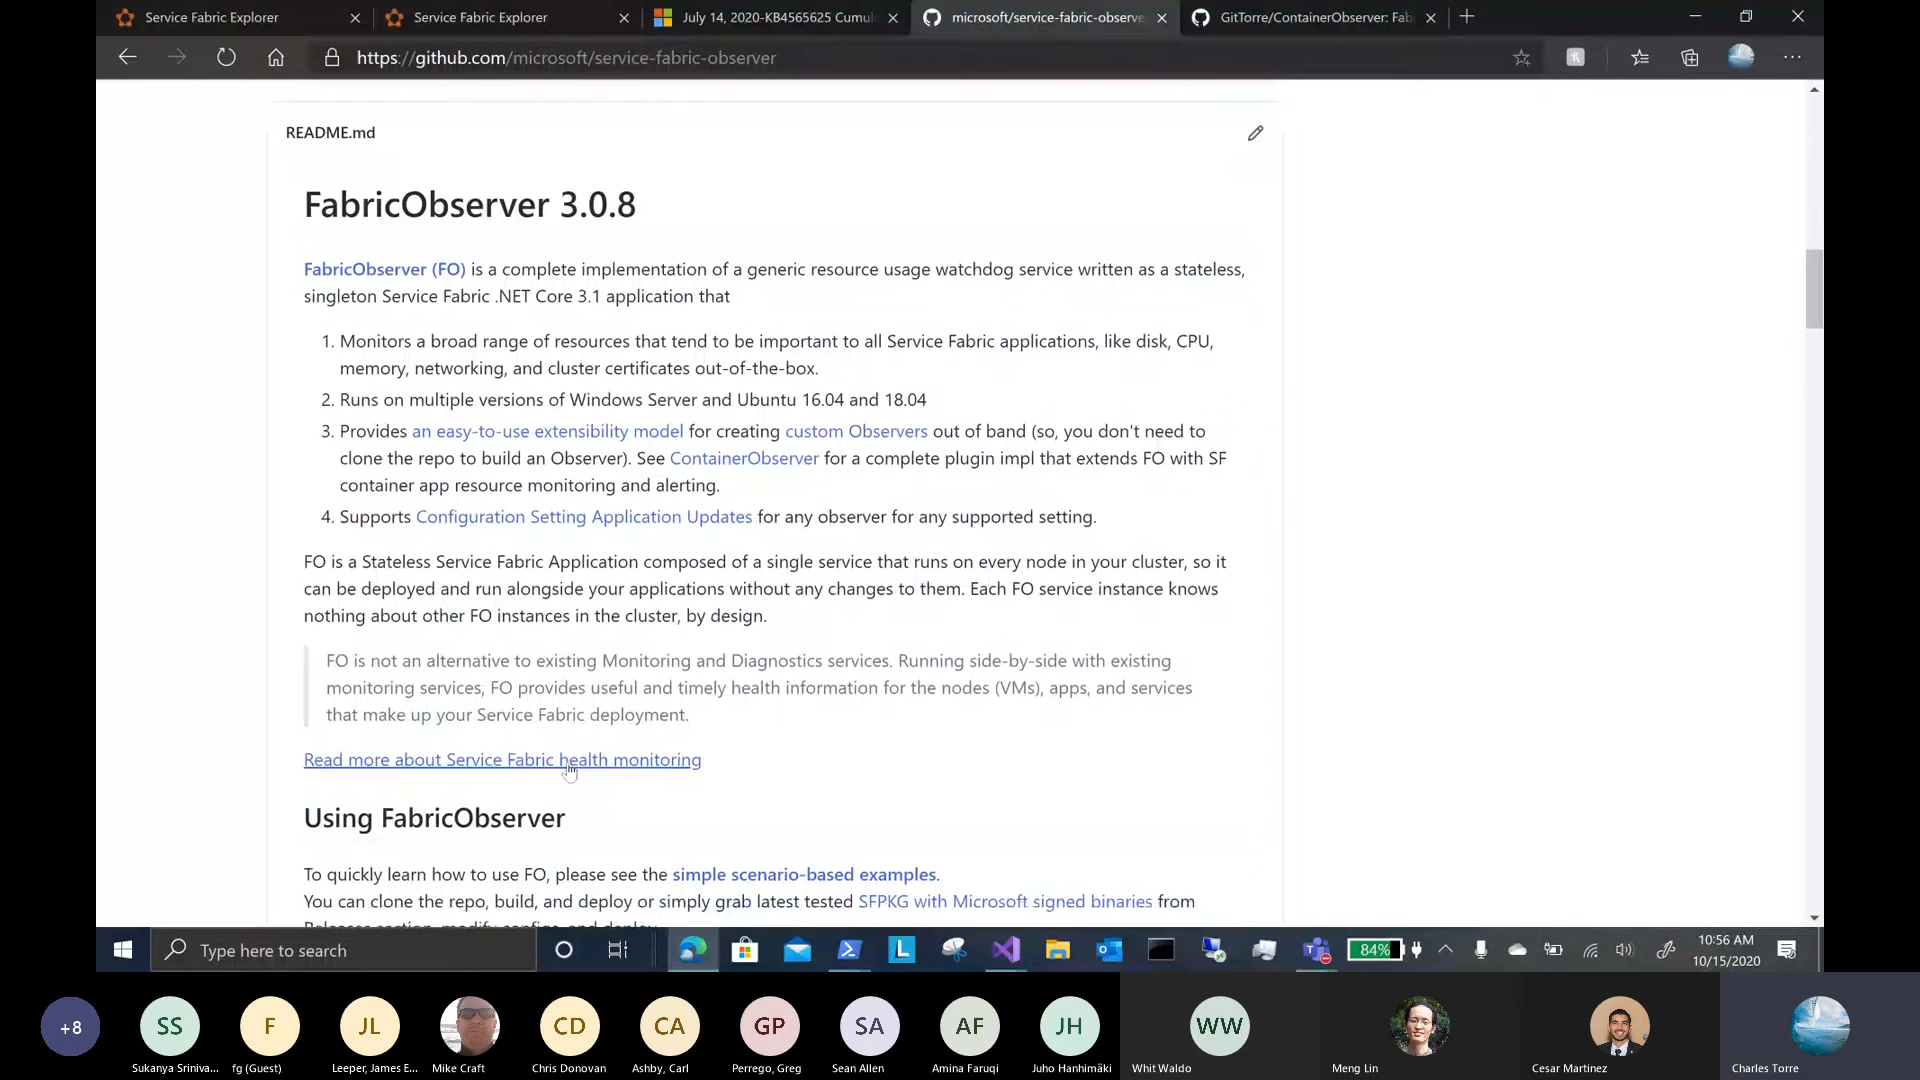 Service Fabric Explorer
Service Fabric Explorer
July 14, 2020-KB4565625 Cumul
microsoft/service-fabric-observe
GitTorre/ContainerObserver: Fab
https://github.com/microsoft/service-fabric-observer
README.md
FabricObserver 3.0.8
FabricObserver (FO) is a complete implementation of a generic resource usage watchdog service written as a stateless,
singleton Service Fabric .NET Core 3.1 application that
1. Monitors a broad range of resources that tend to be important to all Service Fabric applications, like disk, CPU,
memory, networking, and cluster certificates out-of-the-box.
2. Runs on multiple versions of Windows Server and Ubuntu 16.04 and 18.04
3. Provides an easy-to-use extensibility model for creating custom Observers out of band (so, you don't need to
clone the repo to build an Observer). See ContainerObserver for a complete plugin impl that extends FO with SF
container app resource monitoring and alerting.
4. Supports Configuration Setting Application Updates for any observer for any supported setting.
FO is a Stateless Service Fabric Application composed of a single service that runs on every node in your cluster, so it
can be deployed and run alongside your applications without any changes to them. Each FO service instance knows
nothing about other FO instances in the cluster, by design.
FO is not an alternative to existing Monitoring and Diagnostics services. Running side-by-side with existing
monitoring services, FO provides useful and timely health information for the nodes (VMs), apps, and services
that make up your Service Fabric deployment.
Read more about Service Fabric health monitoring
Using FabricObserver
To quickly learn how to use FO, please see the simple scenario-based examples.
You can clone the repo, build, and deploy or simply grab latest tested SFPKG with Microsoft signed binaries from
Releases section, modify configs, and deploy.
Type here to search
L
84%
10:56 AM
10/15/2020
+8
SS
F
JL
CD
CA
GP
SA
AF
JH
WW
Sukanya Sriniva...
fg (Guest)
Leeper, James E...
Mike Craft
Chris Donovan
Ashby, Carl
Perrego, Greg
Sean Allen
Amina Faruqi
Juho Hanhimäki
Whit Waldo
Meng Lin
Cesar Martinez
Charles Torre